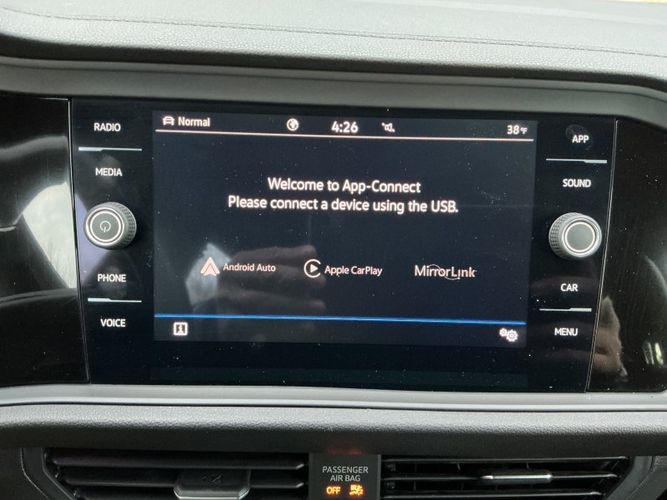 RADIO
MEDIA
PHONE
VOICE
Normal
4:26
38°F
Welcome to App-Connect
Please connect a device using the USB.
Android Auto
Apple CarPlay
MirrorLink
APP
SOUND
CAR
MENU
PASSENGER
AIR BAG
OFF